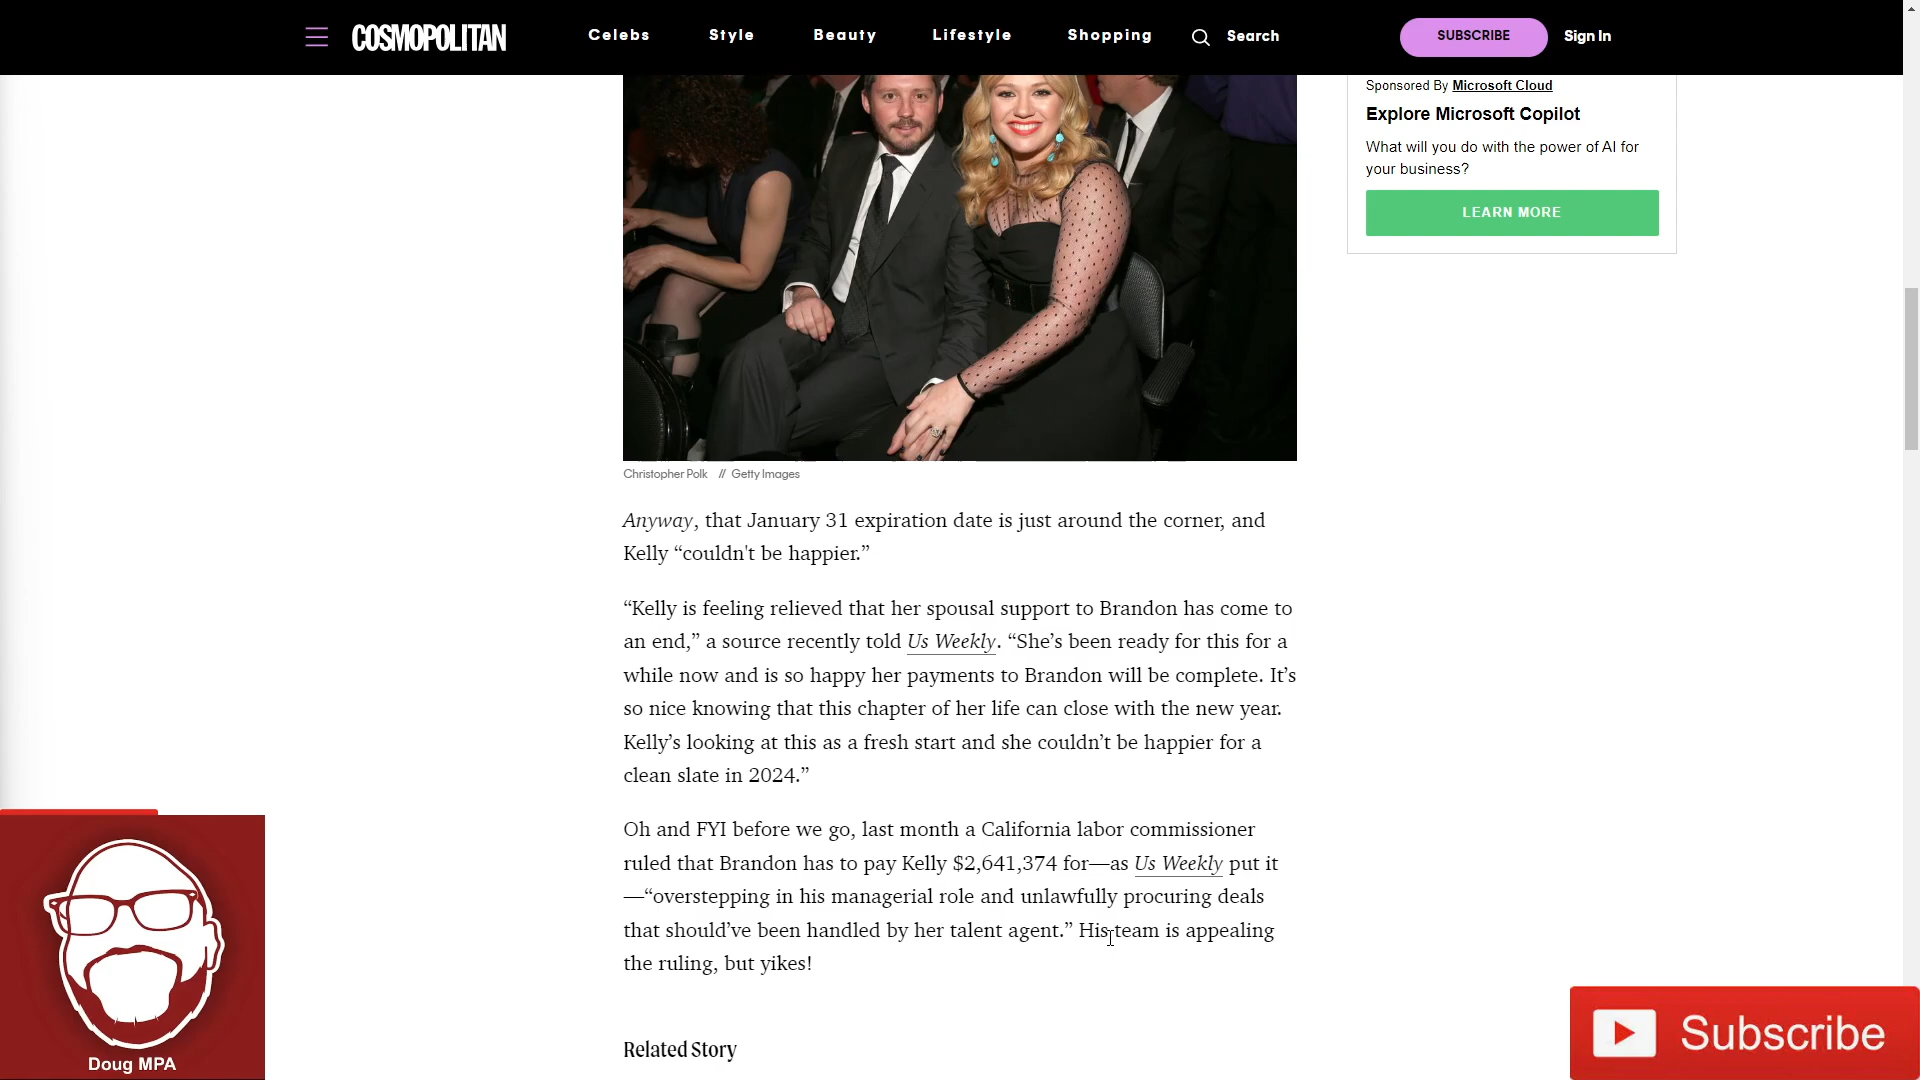 COSMOPOLITAN
Celebs
Style
Beauty
Lifestyle
Shopping
Search
SUBSCRIBE
Sign In
Sponsored By Microsoft Cloud
Explore Microsoft Copilot
What will you do with the power of AI for
your business?
LEARN MORE
Christopher Polk // Getty Images
Anyway, that January 31 expiration date is just around the corner, and
Kelly “couldn't be happier.”
“Kelly is feeling relieved that her spousal support to Brandon has come to
an end,” a source recently told Us Weekly. “She’s been ready for this for a
while now and is so happy her payments to Brandon will be complete. It’s
so nice knowing that this chapter of her life can close with the new year.
Kelly’s looking at this as a fresh start and she couldn’t be happier for a
clean slate in 2024.”
Oh and FYI before we go, last month a California labor commissioner
ruled that Brandon has to pay Kelly $2,641,374 for—as Us Weekly put it
—“overstepping in his managerial role and unlawfully procuring deals
that should’ve been handled by her talent agent.” His team is appealing
the ruling, but yikes!
Related Story
Doug MPA
Subscribe